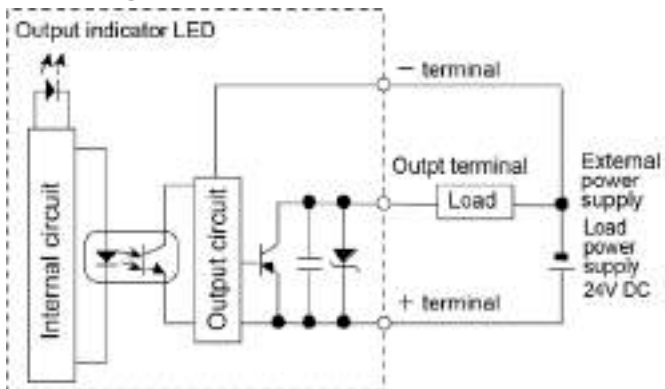 Output indicator LED
Internal circuit
Output circuit
− terminal
Outpt terminal
Load
+ terminal
External
power
supply
Load
power
supply
24V DC